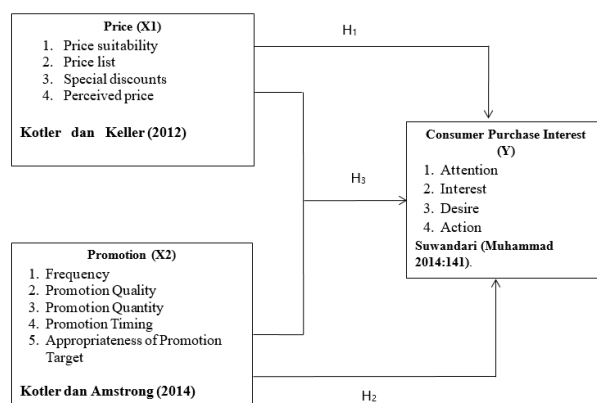 Price (X1)
1. Price suitability
2. Price list
3. Special discounts
4. Perceived price
Kotler dan Keller (2012)
H1
H3
Consumer Purchase Interest
(Y)
1. Attention
2. Interest
3. Desire
4. Action
Suwandari (Muhammad
2014:141).
Promotion (X2)
1. Frequency
2. Promotion Quality
3. Promotion Quantity
4. Promotion Timing
5. Appropriateness of Promotion
Target
Kotler dan Amstrong (2014)
H2